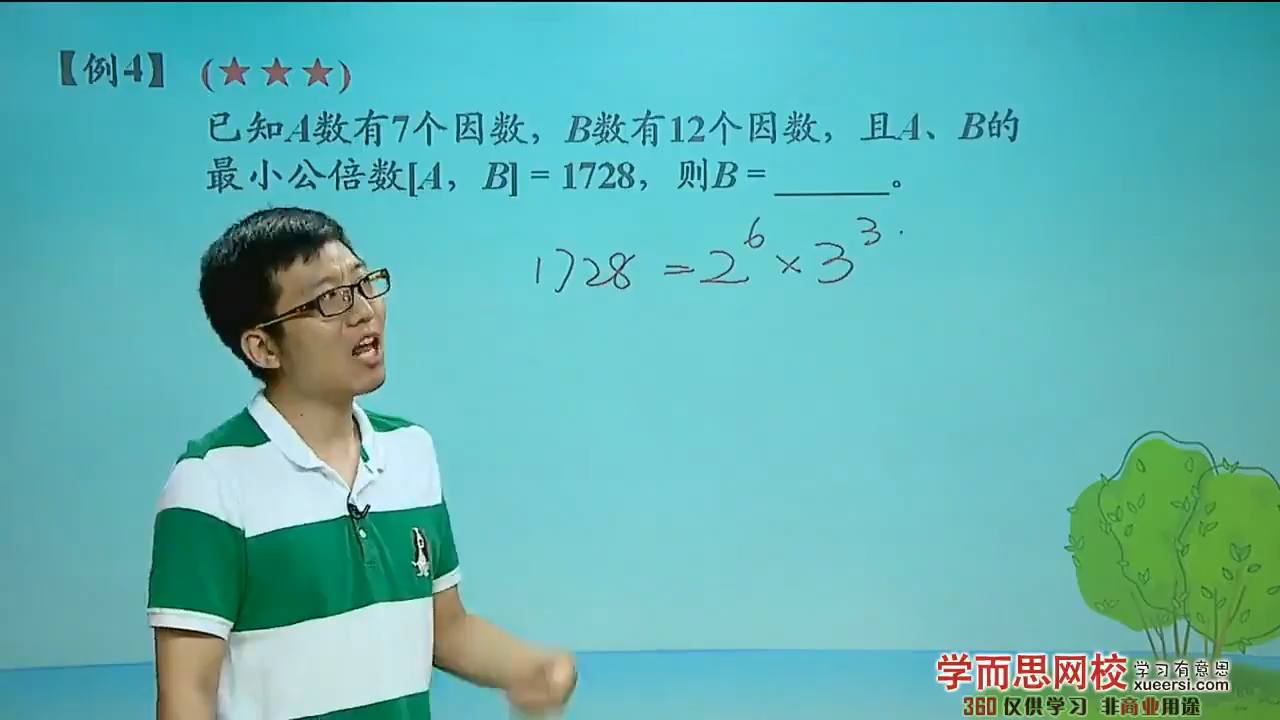 【例4】 (★★★)
已知A数有7个因数，B数有12个因数，且A、B的
最小公倍数[A，B] = 1728，则B = ______。
1728 = 2⁶ × 3³
学而思网校 学习有意思
xueersi.com
360 仅供学习 非商业用途